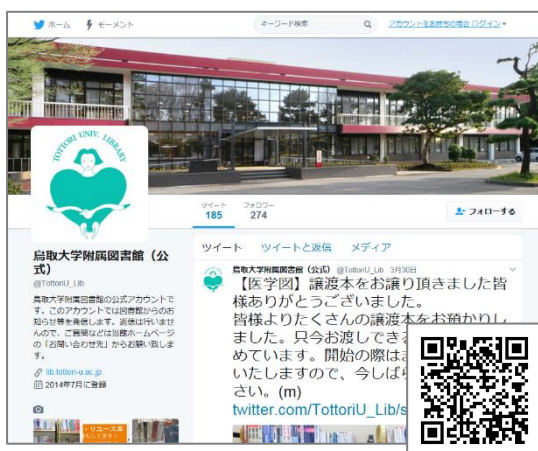 ホーム
モーメント
キーワード検索
アカウントをお持ちの場合 ログイン
TOTTORI UNIV. LIBRARY
ツイート
185
フォロワー
274
フォローする
鳥取大学附属図書館（公
式）
@TottoriU_Lib
鳥取大学附属図書館の公式アカウントで
す。このアカウントでは図書館からのお
知らせ等を発信します。返信は行いませ
んので、ご質問などは当館ホームページ
の「お問い合わせ先」からお願い致しま
す。
lib.tottori-u.ac.jp
2014年7月に登録
ツイート ツイートと返信 メディア
鳥取大学附属図書館（公式） @TottoriU_Lib 3月30日
【医学図】譲渡本をお譲り頂きました皆
様ありがとうございました。
皆様よりたくさんの譲渡本をお預かりし
ました。只今お渡しでき
めています。開始の際は
いたしますので、今しば
さい。(m)
twitter.com/TottoriU_Lib/s
リユース本